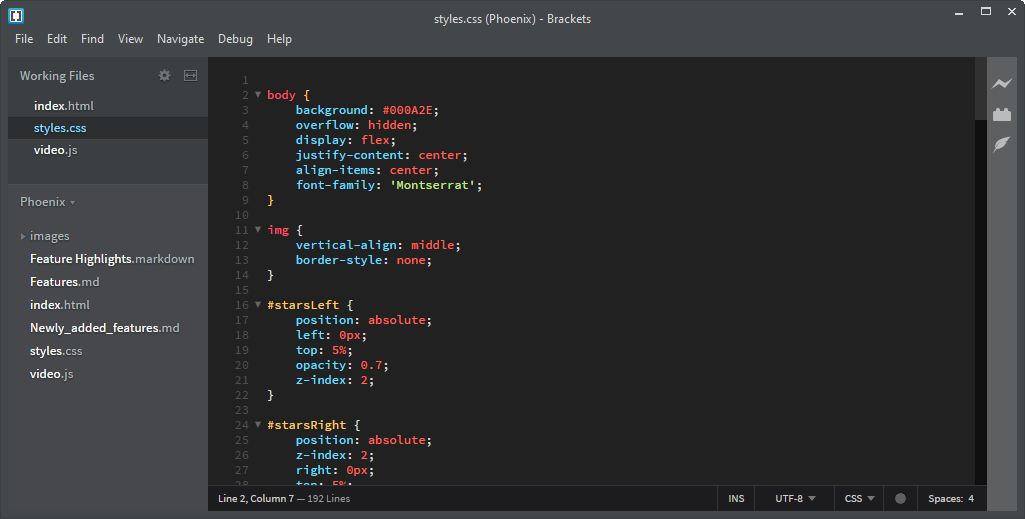 styles.css (Phoenix) - Brackets
File Edit Find View Navigate Debug Help
Working Files
index.html
styles.css
video.js
Phoenix
images
Feature Highlights.markdown
Features.md
index.html
Newly_added_features.md
styles.css
video.js
1
2 body {
3 background: #000A2E;
4 overflow: hidden;
5 display: flex;
6 justify-content: center;
7 align-items: center;
8 font-family: 'Montserrat';
9 }
10
11 img {
12 vertical-align: middle;
13 border-style: none;
14 }
15
16 #starsLeft {
17 position: absolute;
18 left: 0px;
19 top: 5%;
20 opacity: 0.7;
21 z-index: 2;
22 }
23
24 #starsRight {
25 position: absolute;
26 z-index: 2;
27 right: 0px;
28 top: 5%;
Line 2, Column 7 — 192 Lines INS UTF-8 CSS Spaces: 4